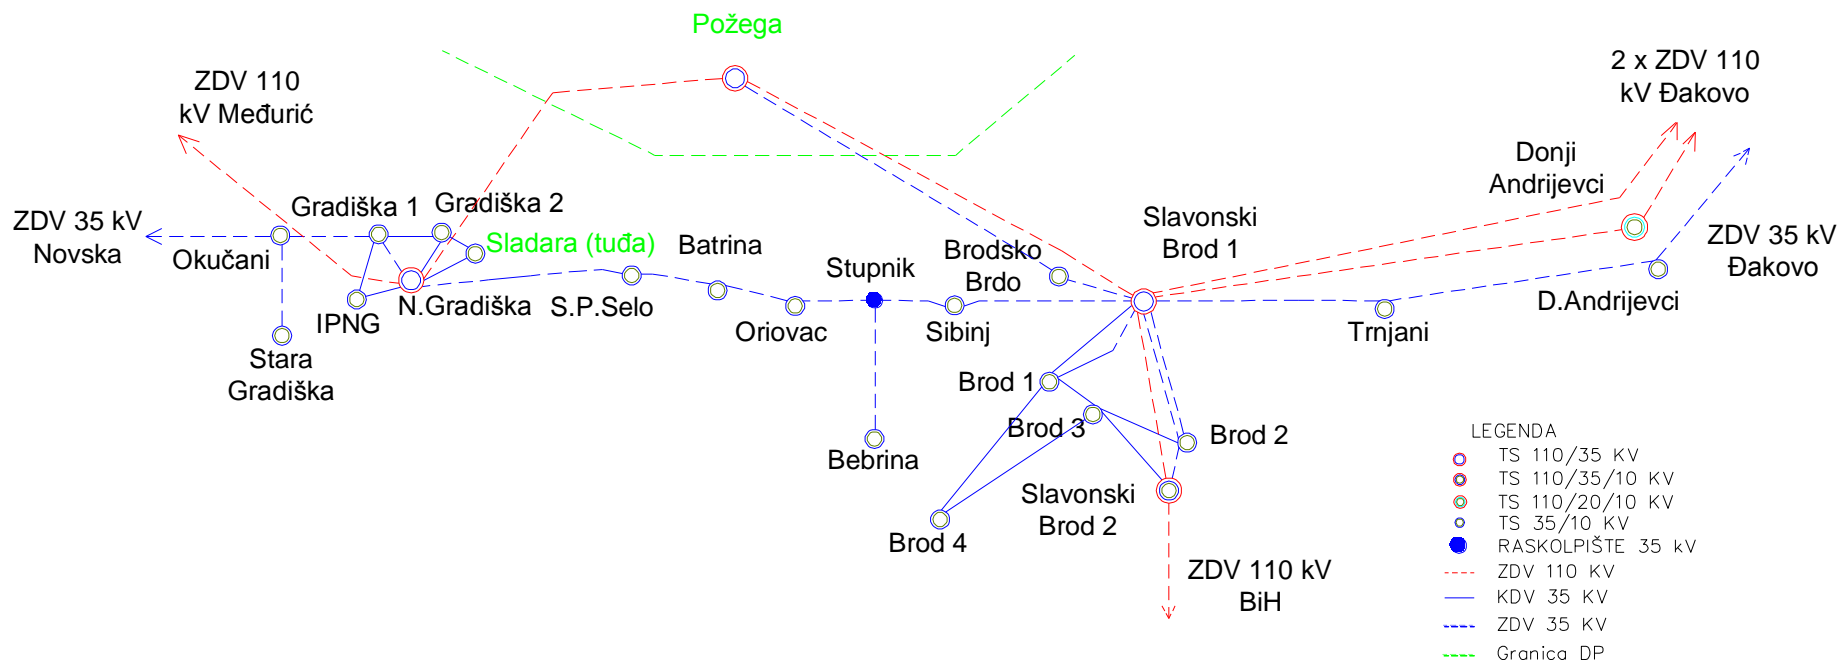 Požega
ZDV 110
kV Međurić
2 x ZDV 110
kV Đakovo
Donji
Andrijevci
Gradiška 1
Gradiška 2
ZDV 35 kV
Novska
Okučani
Sladara (tuđa)
Batrina
Stupnik
Brodsko
Brdo
Slavonski
Brod 1
ZDV 35 kV
Đakovo
IPNG
N.Gradiška
S.P.Selo
Oriovac
Sibinj
Trnjani
D.Andrijevci
Stara
Gradiška
Brod 1
Brod 3
Brod 2
Bebrina
Slavonski
Brod 2
Brod 4
ZDV 110 kV
BiH
LEGENDA
TS 110/35 KV
TS 110/35/10 KV
TS 110/20/10 KV
TS 35/10 KV
RASKOLPIŠTE 35 kV
ZDV 110 KV
KDV 35 KV
ZDV 35 KV
Granica DP